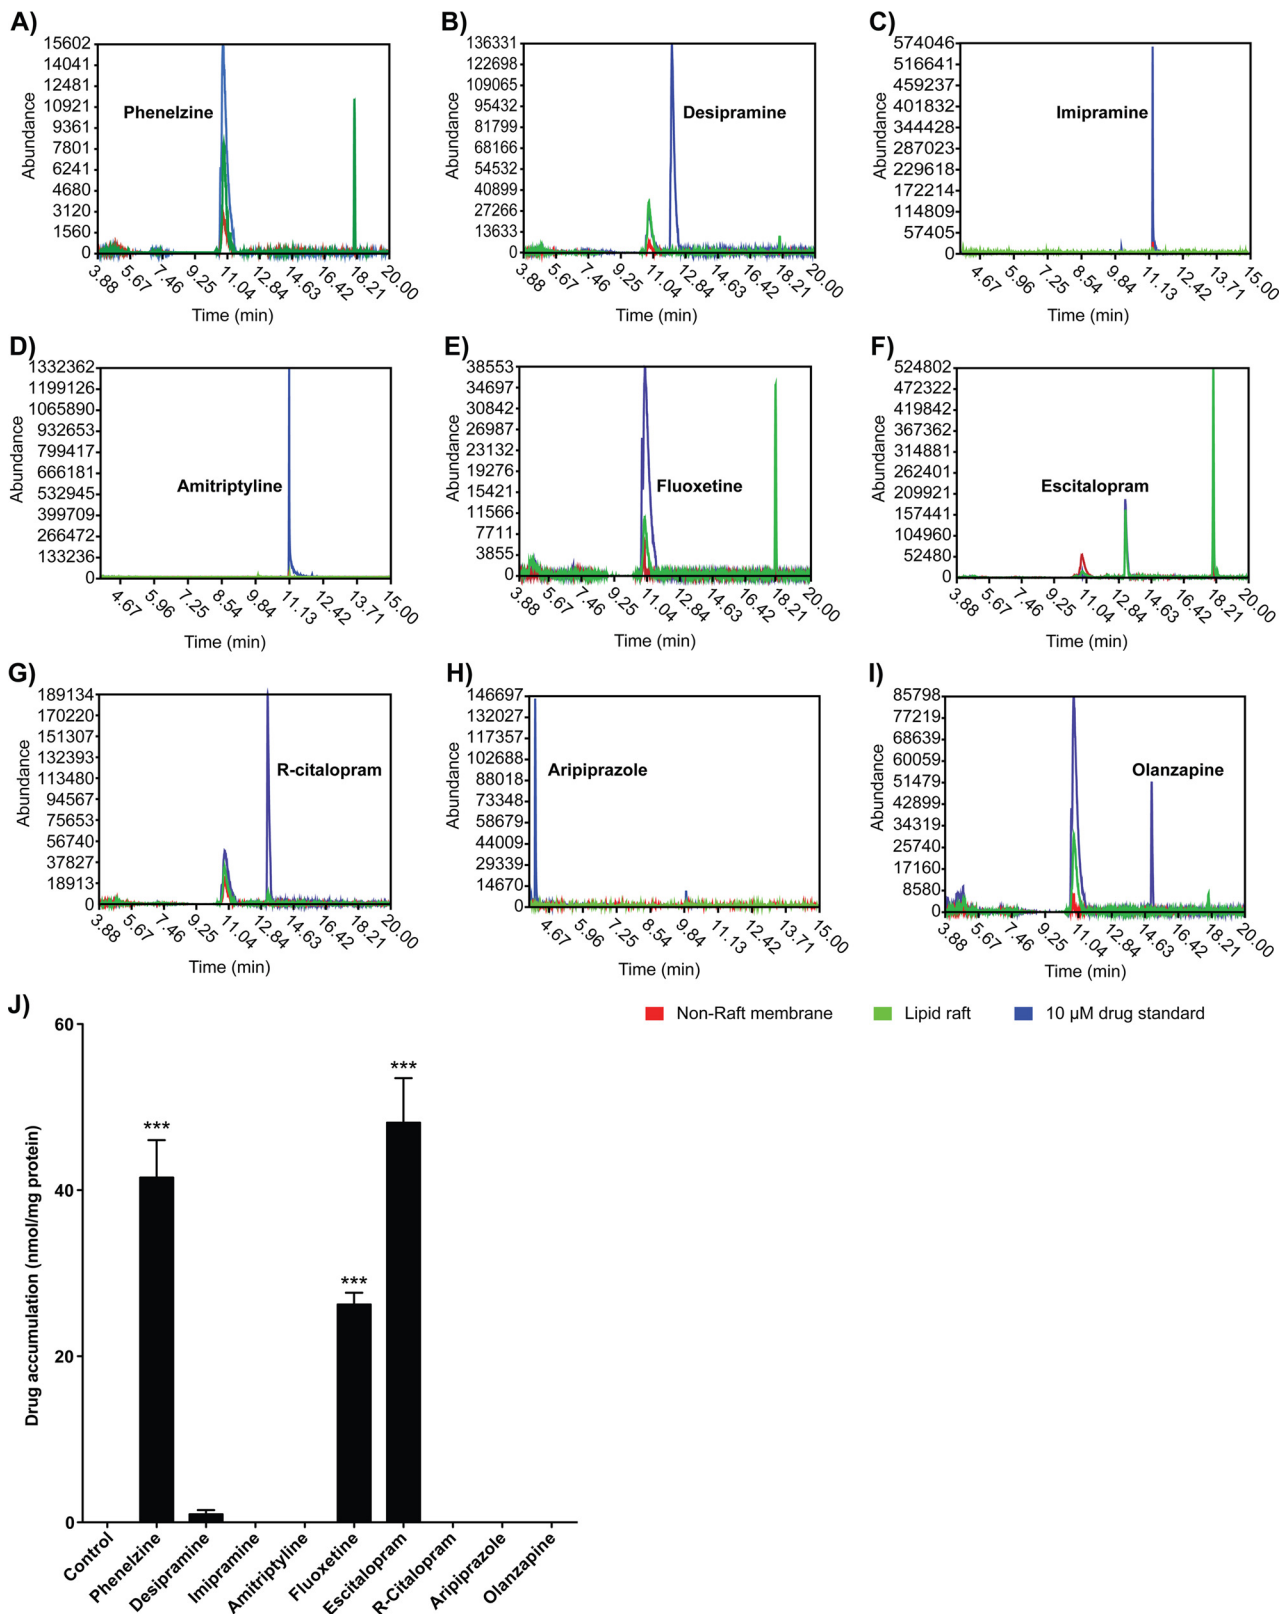 A)
Abundance
15602
14041
12481
10921
9361
7801
6241
4680
3120
1560
0
Phenelzine
3.88 5.67 7.46 9.25 11.04 12.84 14.63 16.42 18.21 20.00
Time (min)
B)
Abundance
136331
122698
109065
95432
81799
68166
54532
40899
27266
13633
0
Desipramine
3.88 5.67 7.46 9.25 11.04 12.84 14.63 16.42 18.21 20.00
Time (min)
C)
Abundance
574046
516641
459237
401832
344428
287023
229618
172214
114809
57405
0
Imipramine
4.67 5.96 7.25 8.54 9.84 11.13 12.42 13.71 15.00
Time (min)
D)
Abundance
1332362
1199126
1065890
932653
799417
666181
532945
399709
266472
133236
0
Amitriptyline
4.67 5.96 7.25 8.54 9.84 11.13 12.42 13.71 15.00
Time (min)
E)
Abundance
38553
34697
30842
26987
23132
19276
15421
11566
7711
38555
0
Fluoxetine
3.88 5.67 7.46 9.25 11.04 12.84 14.63 16.42 18.21 20.00
Time (min)
F)
Abundance
524802
472322
419842
367362
314881
262401
209921
157441
104960
52480
0
Escitalopram
3.88 5.67 7.46 9.25 11.04 12.84 14.63 16.42 18.21 20.00
Time (min)
G)
Abundance
189134
170220
151307
132393
113480
94567
75653
56740
37827
18913
0
R-citalopram
3.88 5.67 7.46 9.25 11.04 12.84 14.63 16.42 18.21 20.00
Time (min)
H)
Abundance
146697
132027
117357
102688
88018
73348
58679
44009
29339
14670
0
Aripiprazole
4.67 5.96 7.25 8.54 9.84 11.13 12.42 13.71 15.00
Time (min)
I)
Abundance
85798
77219
68639
60059
51479
42899
34319
25740
17160
8580
0
Olanzapine
3.88 5.67 7.46 9.25 11.04 12.84 14.63 16.42 18.21 20.00
Time (min)
Non-Raft membrane
Lipid raft
10 µM drug standard
J)
Drug accumulation (nmol/mg protein)
60
40
20
0
***
***
***
Control
Phenelzine
Desipramine
Imipramine
Amitriptyline
Fluoxetine
Escitalopram
R-Citalopram
Aripiprazole
Olanzapine